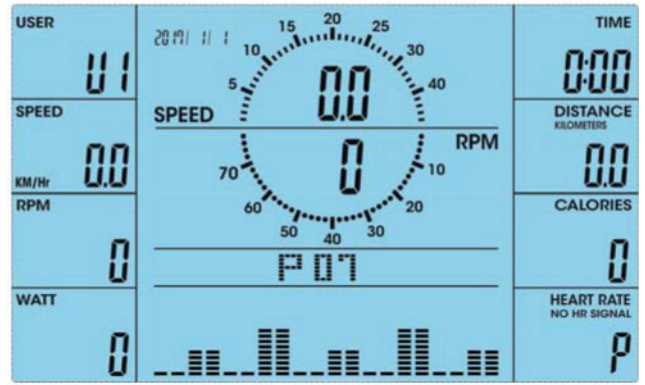 USER
U1
SPEED
KM/Hr 0.0
RPM
0
WATT
0
2019/ 1/ 1
5 10 15 20 25 30 40
0.0
SPEED
RPM
0
70 60 50 40 30 20 10
P 07
TIME
0:00
DISTANCE
KILOMETERS
0.0
CALORIES
0
HEART RATE
NO HR SIGNAL
P